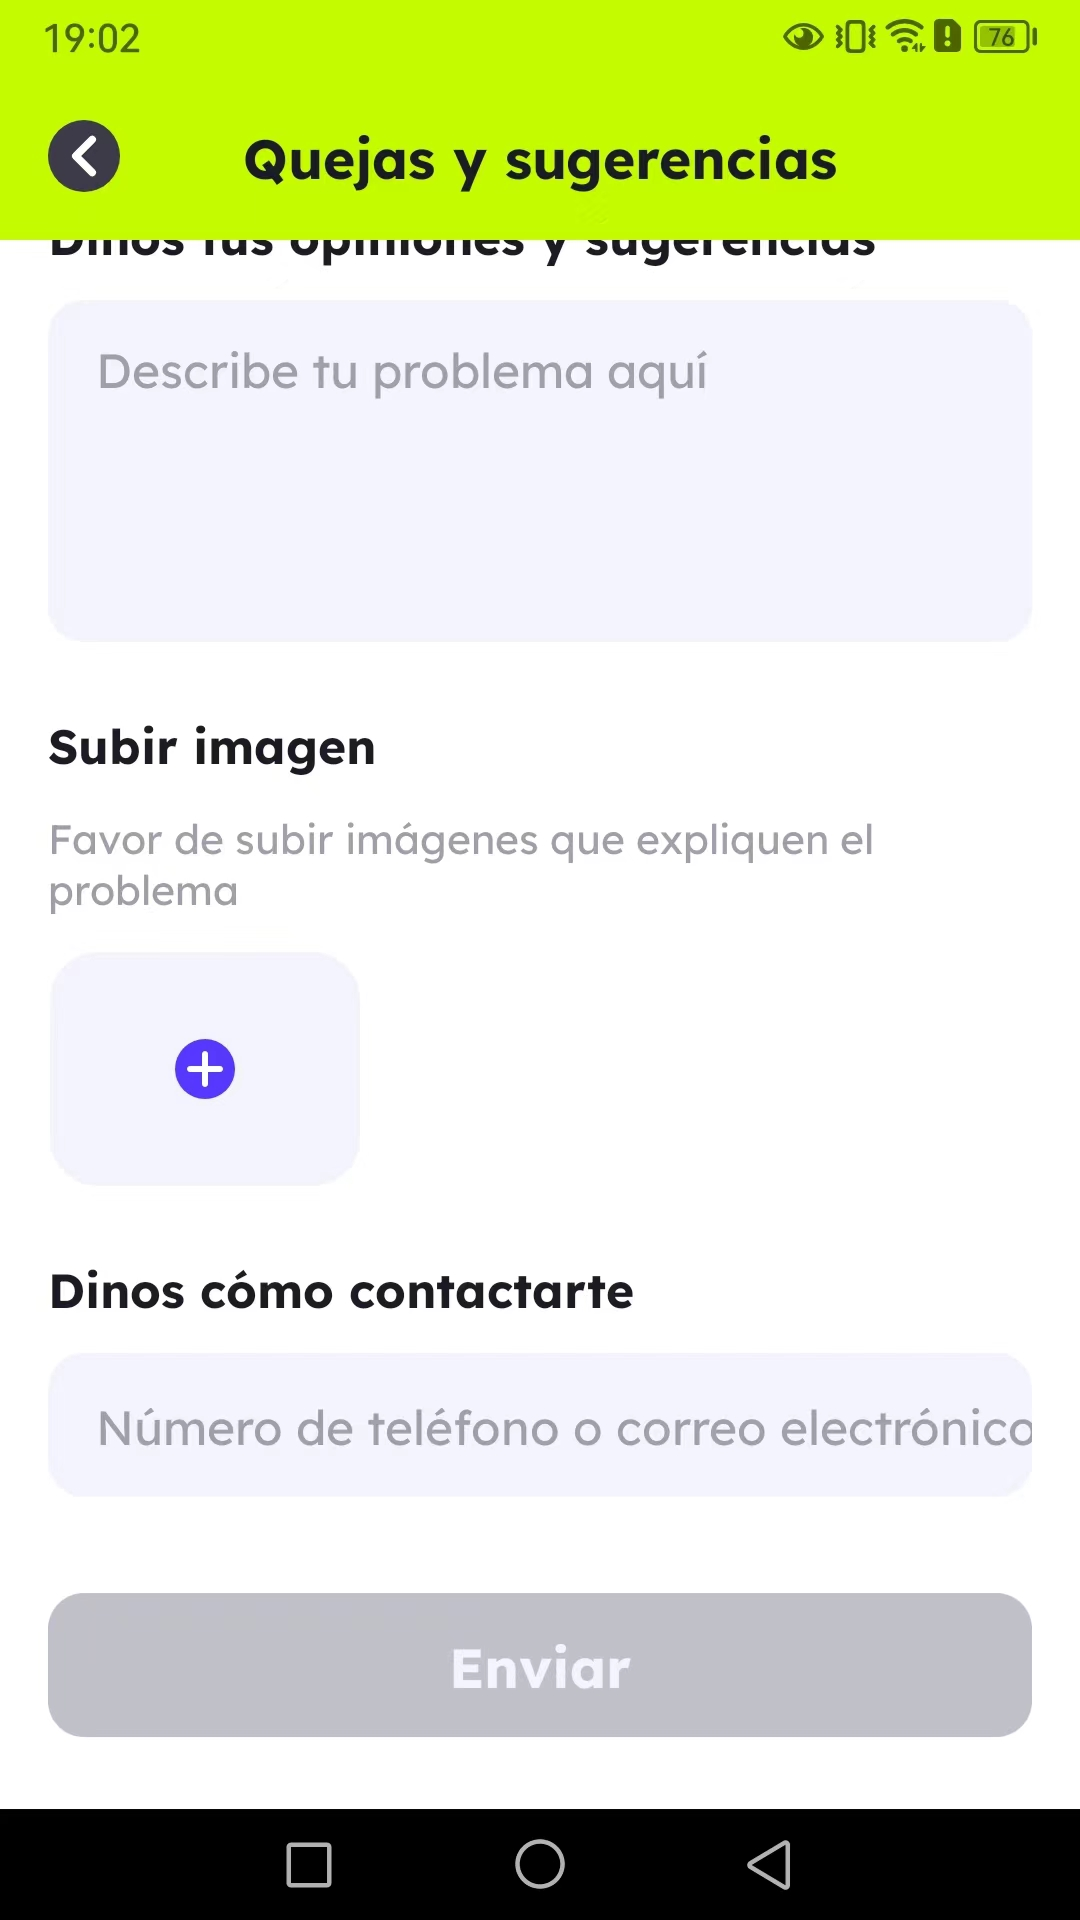 19:02
76
Quejas y sugerencias
Dinos tus opiniones y sugerencias
Describe tu problema aquí
Subir imagen
Favor de subir imágenes que expliquen el
problema
Dinos cómo contactarte
Número de teléfono o correo electrónico
Enviar